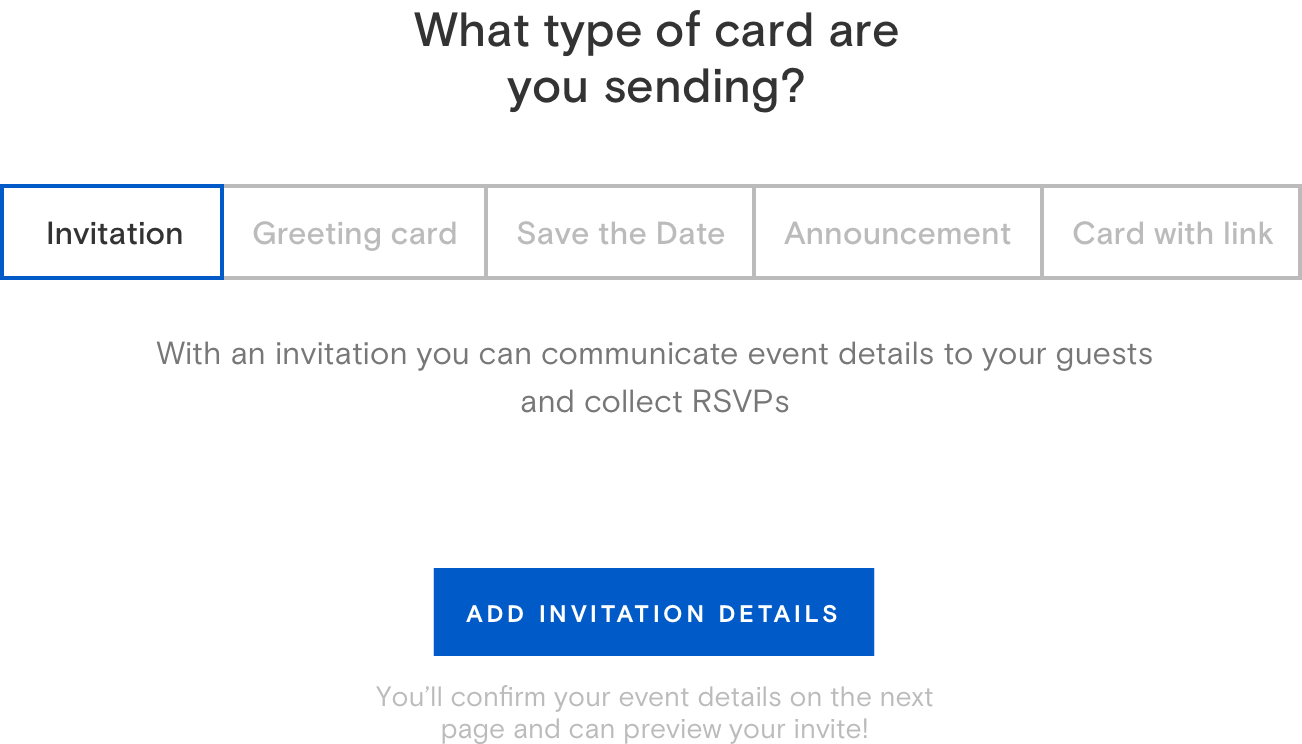 What type of card are
you sending?
Invitation
Greeting card
Save the Date
Announcement
Card with link
With an invitation you can communicate event details to your guests
and collect RSVPs
ADD INVITATION DETAILS
You’ll confirm your event details on the next
page and can preview your invite!